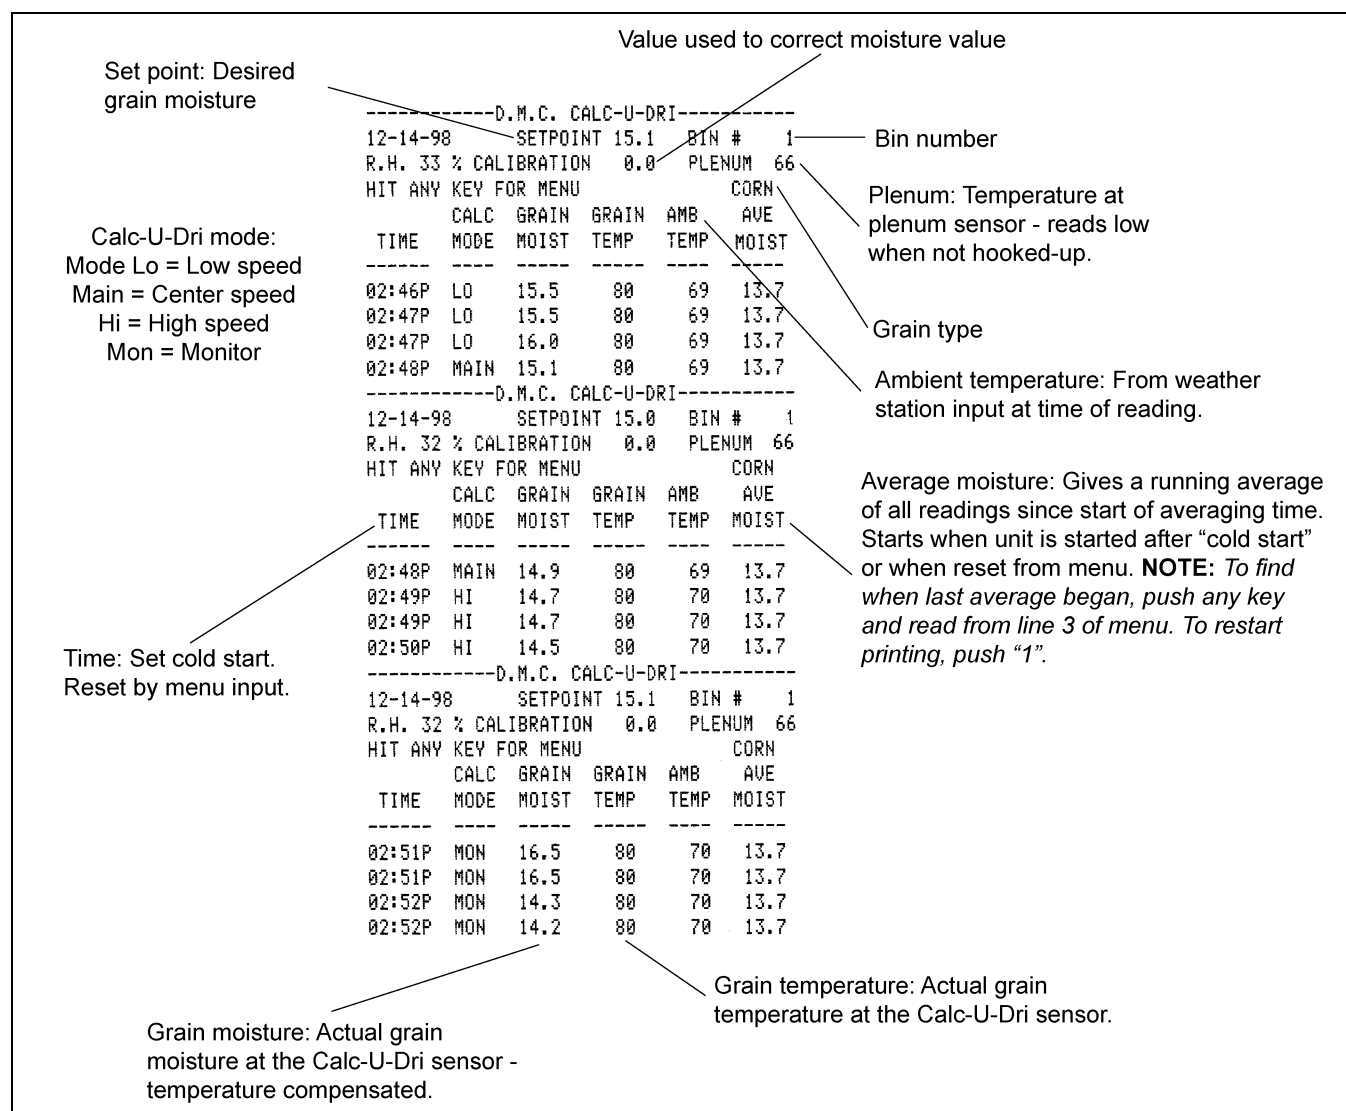 Value used to correct moisture value
Set point: Desired
grain moisture
------------D.M.C. CALC-U-DRI-----------
12-14-98 SETPOINT 15.1 BIN # 1
Bin number
R.H. 33 % CALIBRATION 0.0 PLENUM 66
HIT ANY KEY FOR MENU CORN
CALC GRAIN GRAIN AMB AVE
TIME MODE MOIST TEMP TEMP MOIST
------ ---- ----- ----- ---- -----
02:46P LO 15.5 80 69 13.7
02:47P LO 15.5 80 69 13.7
02:47P LO 16.0 80 69 13.7
02:48P MAIN 15.1 80 69 13.7
Plenum: Temperature at
plenum sensor - reads low
when not hooked-up.
Calc-U-Dri mode:
Mode Lo = Low speed
Main = Center speed
Hi = High speed
Mon = Monitor
Grain type
Ambient temperature: From weather
station input at time of reading.
------------D.M.C. CALC-U-DRI-----------
12-14-98 SETPOINT 15.0 BIN # 1
R.H. 32 % CALIBRATION 0.0 PLENUM 66
HIT ANY KEY FOR MENU CORN
CALC GRAIN GRAIN AMB AVE
TIME MODE MOIST TEMP TEMP MOIST
------ ---- ----- ----- ---- -----
02:48P MAIN 14.9 80 69 13.7
02:49P HI 14.7 80 70 13.7
02:49P HI 14.7 80 70 13.7
02:50P HI 14.5 80 70 13.7
Average moisture: Gives a running average
of all readings since start of averaging time.
Starts when unit is started after “cold start”
or when reset from menu. NOTE: To find
when last average began, push any key
and read from line 3 of menu. To restart
printing, push “1”.
Time: Set cold start.
Reset by menu input.
------------D.M.C. CALC-U-DRI-----------
12-14-98 SETPOINT 15.1 BIN # 1
R.H. 32 % CALIBRATION 0.0 PLENUM 66
HIT ANY KEY FOR MENU CORN
CALC GRAIN GRAIN AMB AVE
TIME MODE MOIST TEMP TEMP MOIST
------ ---- ----- ----- ---- -----
02:51P MON 16.5 80 70 13.7
02:51P MON 16.5 80 70 13.7
02:52P MON 14.3 80 70 13.7
02:52P MON 14.2 80 70 13.7
Grain temperature: Actual grain
temperature at the Calc-U-Dri sensor.
Grain moisture: Actual grain
moisture at the Calc-U-Dri sensor -
temperature compensated.